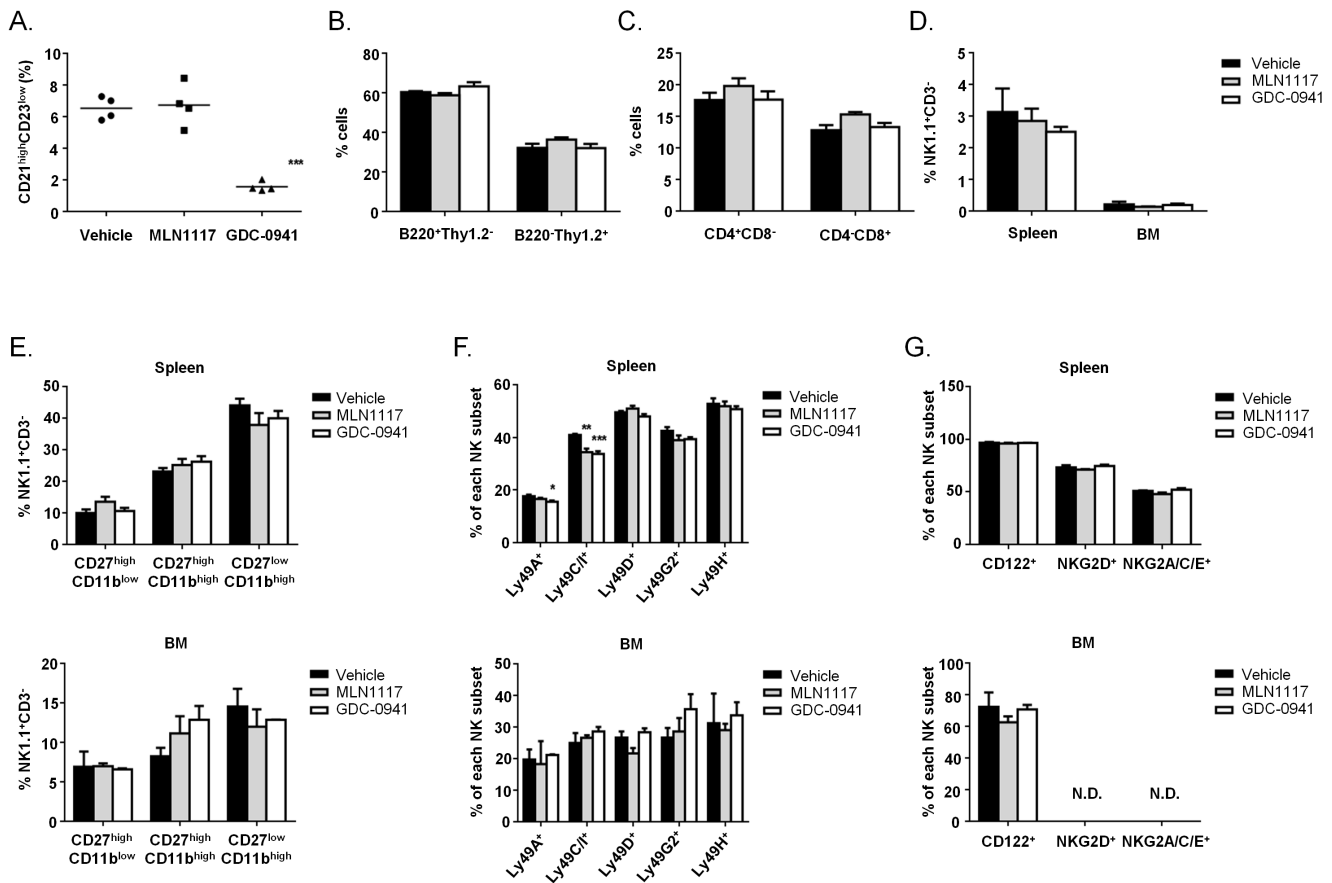 A.
CD21highCD23low (%)
10
8
6
4
2
0
***
Vehicle MLN1117 GDC-0941
B.
% cells
80
60
40
20
0
B220+Thy1.2- B220-Thy1.2+
C.
% cells
25
20
15
10
5
0
CD4+CD8- CD4-CD8+
D.
% NK1.1+CD3-
5
4
3
2
1
0
Spleen BM
Vehicle
MLN1117
GDC-0941
E.
Spleen
% NK1.1+CD3-
50
40
30
20
10
0
CD27high CD27high CD27low
CD11blow CD11bhigh CD11bhigh
Vehicle
MLN1117
GDC-0941
BM
% NK1.1+CD3-
20
15
10
5
0
CD27high CD27high CD27low
CD11blow CD11bhigh CD11bhigh
Vehicle
MLN1117
GDC-0941
F.
Spleen
% of each NK subset
60
40
20
0
* ** ***
Ly49A+ Ly49C/I+ Ly49D+ Ly49G2+ Ly49H+
Vehicle
MLN1117
GDC-0941
BM
% of each NK subset
50
40
30
20
10
0
Ly49A+ Ly49C/I+ Ly49D+ Ly49G2+ Ly49H+
Vehicle
MLN1117
GDC-0941
G.
Spleen
% of each NK subset
150
100
50
0
CD122+ NKG2D+ NKG2A/C/E+
Vehicle
MLN1117
GDC-0941
BM
% of each NK subset
100
80
60
40
20
0
N.D. N.D.
CD122+ NKG2D+ NKG2A/C/E+
Vehicle
MLN1117
GDC-0941